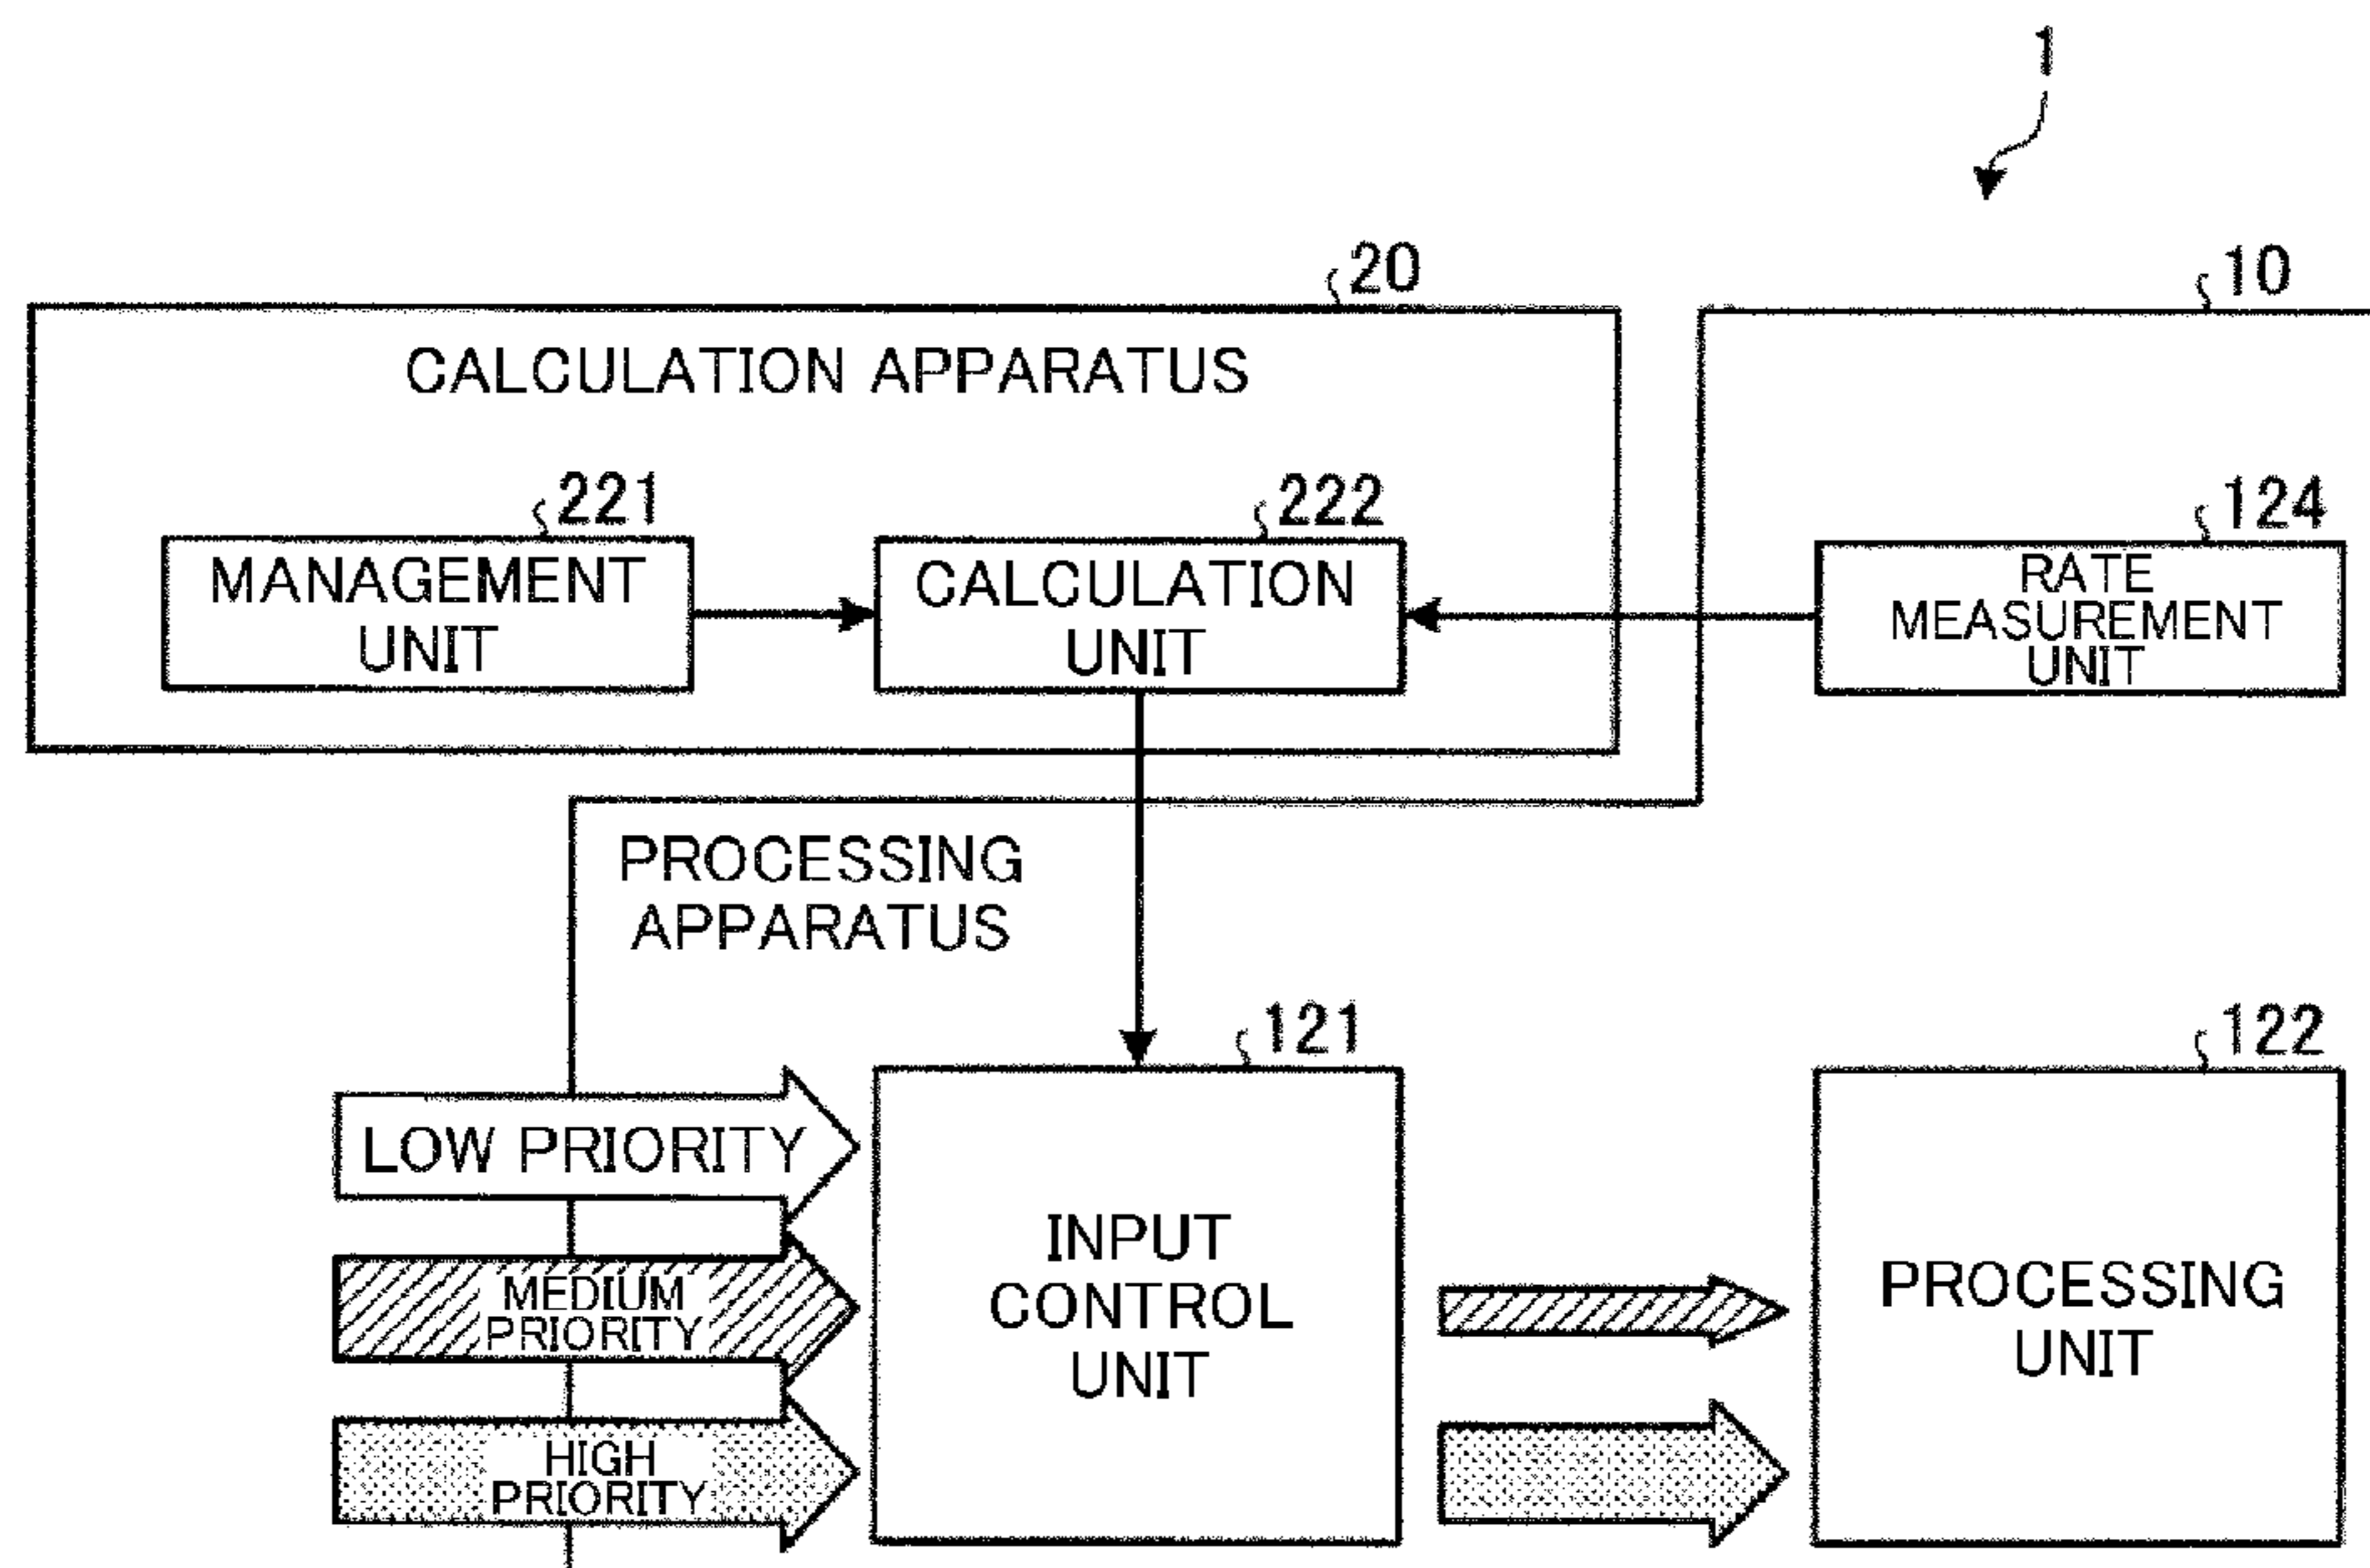 1
20
10
CALCULATION APPARATUS
221
222
124
MANAGEMENT
UNIT
CALCULATION
UNIT
RATE
MEASUREMENT
UNIT
PROCESSING
APPARATUS
121
122
LOW PRIORITY
MEDIUM
PRIORITY
HIGH
PRIORITY
INPUT
CONTROL
UNIT
PROCESSING
UNIT